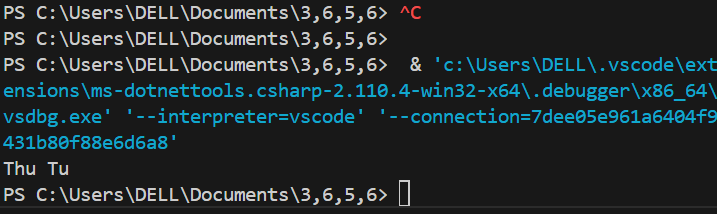 PS C:\Users\DELL\Documents\3,6,5,6> ^C
PS C:\Users\DELL\Documents\3,6,5,6>
PS C:\Users\DELL\Documents\3,6,5,6>  & 'c:\Users\DELL\.vscode\ext
ensions\ms-dotnettools.csharp-2.110.4-win32-x64\.debugger\x86_64\
vsdbg.exe' '--interpreter=vscode' '--connection=7dee05e961a6404f9
431b80f88e6d6a8'
Thu Tu
PS C:\Users\DELL\Documents\3,6,5,6>